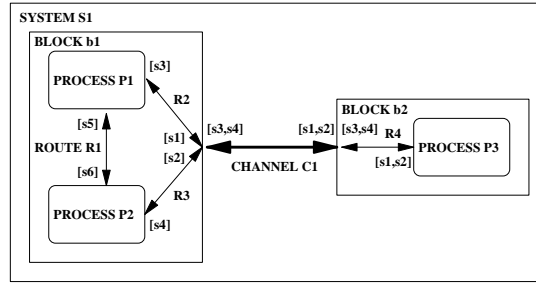 SYSTEM S1
BLOCK b1
PROCESS P1
[s3]
R2
[s5]
[s1]
ROUTE R1
[s2]
[s6]
R3
PROCESS P2
[s4]
[s3,s4]
[s1,s2]
CHANNEL C1
BLOCK b2
[s3,s4]
R4
PROCESS P3
[s1,s2]